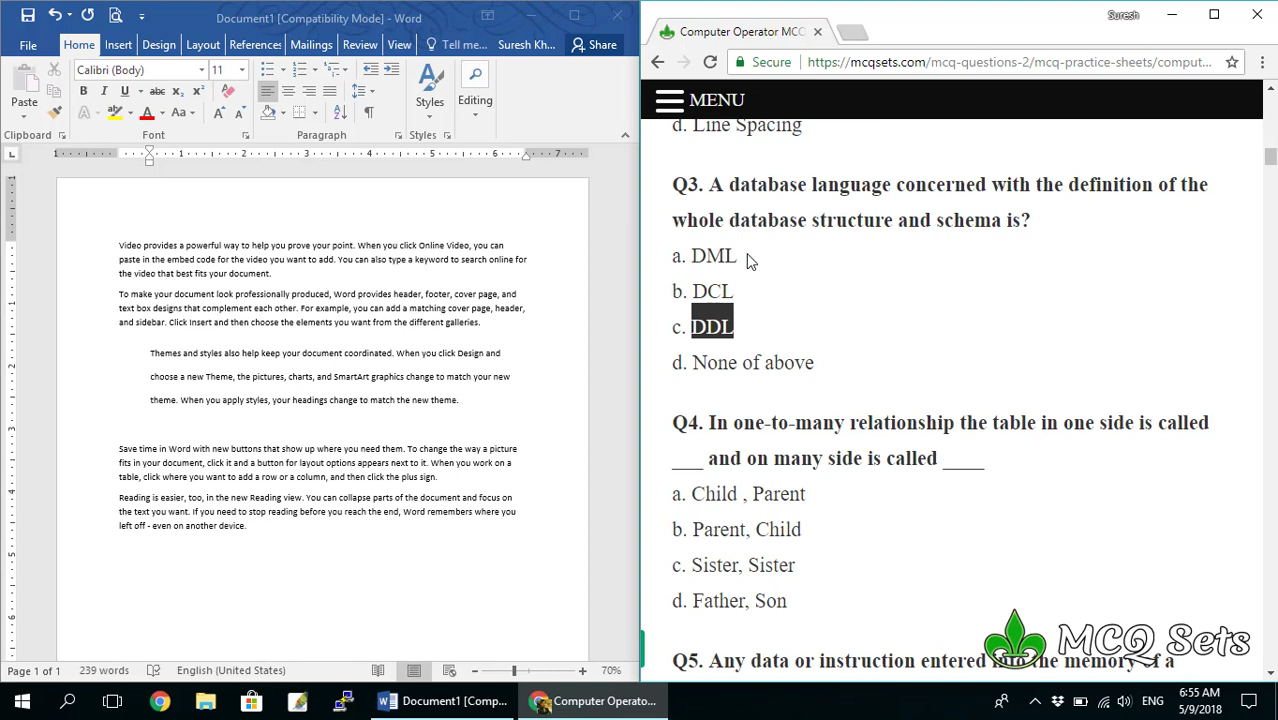 Document1 [Compatibility Mode] - Word
File Home Insert Design Layout References Mailings Review View Tell me... Suresh Kh... Share
Calibri (Body) 11
Paste
Styles
Editing
Clipboard Font Paragraph Styles
Video provides a powerful way to help you prove your point. When you click Online Video, you can
paste in the embed code for the video you want to add. You can also type a keyword to search online for
the video that best fits your document.
To make your document look professionally produced, Word provides header, footer, cover page, and
text box designs that complement each other. For example, you can add a matching cover page, header,
and sidebar. Click Insert and then choose the elements you want from the different galleries.
Themes and styles also help keep your document coordinated. When you click Design and
choose a new Theme, the pictures, charts, and SmartArt graphics change to match your new
theme. When you apply styles, your headings change to match the new theme.
Save time in Word with new buttons that show up where you need them. To change the way a picture
fits in your document, click it and a button for layout options appears next to it. When you work on a
table, click where you want to add a row or a column, and then click the plus sign.
Reading is easier, too, in the new Reading view. You can collapse parts of the document and focus on
the text you want. If you need to stop reading before you reach the end, Word remembers where you
left off - even on another device.
Page 1 of 1 239 words English (United States) 70%
Suresh
Computer Operator MC
Secure https://mcqsets.com/mcq-questions-2/mcq-practice-sheets/comput...
MENU
d. Line Spacing
Q3. A database language concerned with the definition of the
whole database structure and schema is?
a. DML
b. DCL
c. DDL
d. None of above
Q4. In one-to-many relationship the table in one side is called
___ and on many side is called ____
a. Child , Parent
b. Parent, Child
c. Sister, Sister
d. Father, Son
MCQ Sets
Q5. Any data or instruction entered into the memory of a
Document1 [Comp... Computer Operato... ENG 6:55 AM
5/9/2018